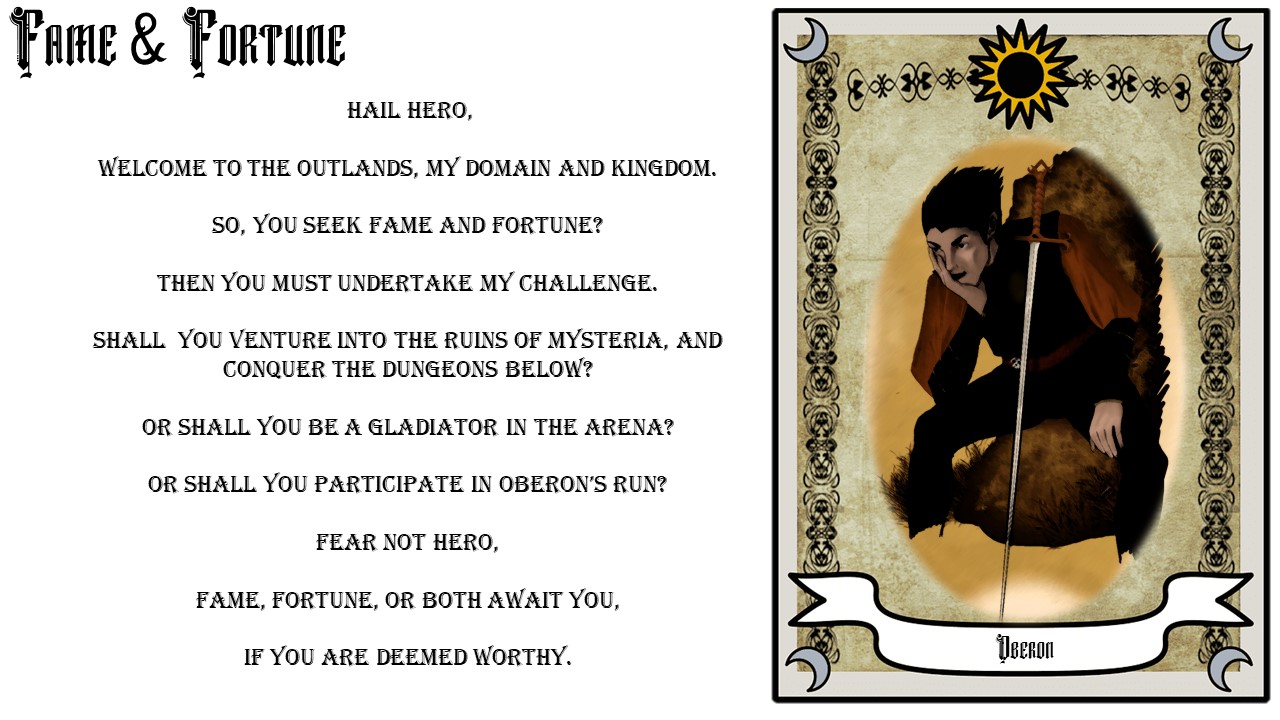 Fame & Fortune
HAIL HERO,
WELCOME TO THE OUTLANDS, MY DOMAIN AND KINGDOM.
SO, YOU SEEK FAME AND FORTUNE?
THEN YOU MUST UNDERTAKE MY CHALLENGE.
SHALL YOU VENTURE INTO THE RUINS OF MYSTERIA, AND
CONQUER THE DUNGEONS BELOW?
OR SHALL YOU BE A GLADIATOR IN THE ARENA?
OR SHALL YOU PARTICIPATE IN OBERON'S RUN?
FEAR NOT HERO,
FAME, FORTUNE, OR BOTH AWAIT YOU,
IF YOU ARE DEEMED WORTHY.
Oberon